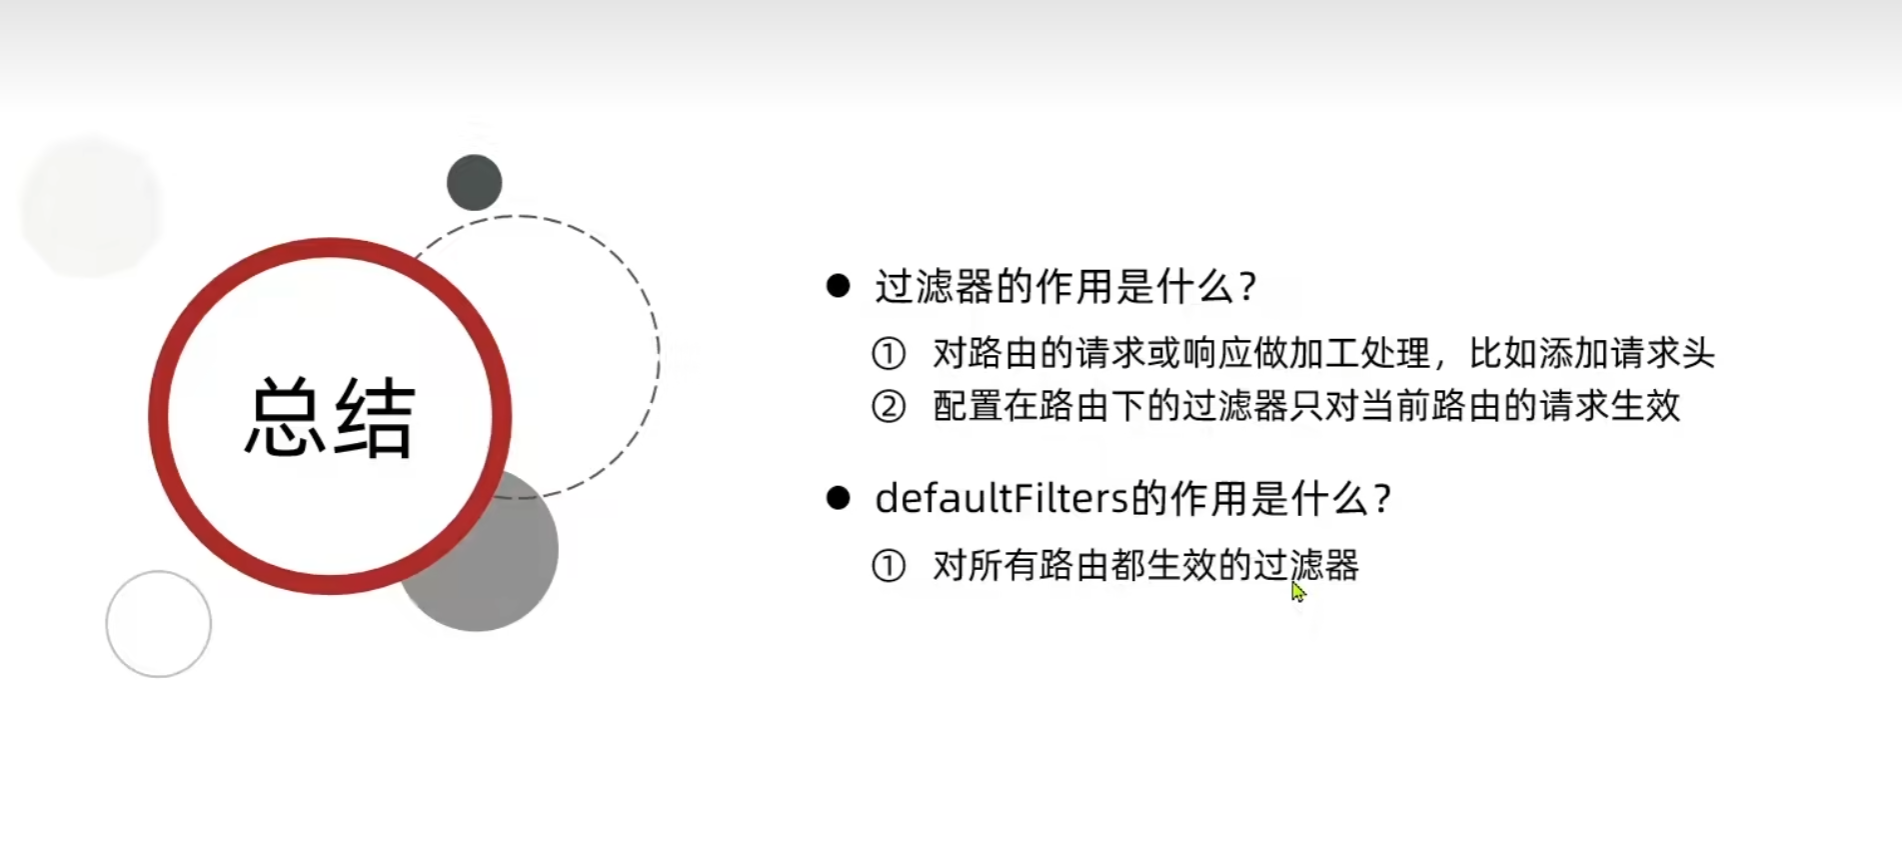 总结
● 过滤器的作用是什么?
① 对路由的请求或响应做加工处理，比如添加请求头
② 配置在路由下的过滤器只对当前路由的请求生效
● defaultFilters的作用是什么?
① 对所有路由都生效的过滤器